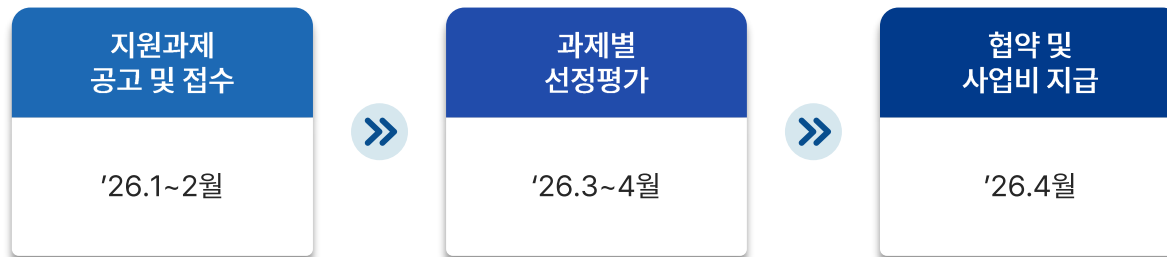 지원과제
공고 및 접수
’26.1~2월
과제별
선정평가
‘26.3~4월
협약 및
사업비 지급
’26.4월